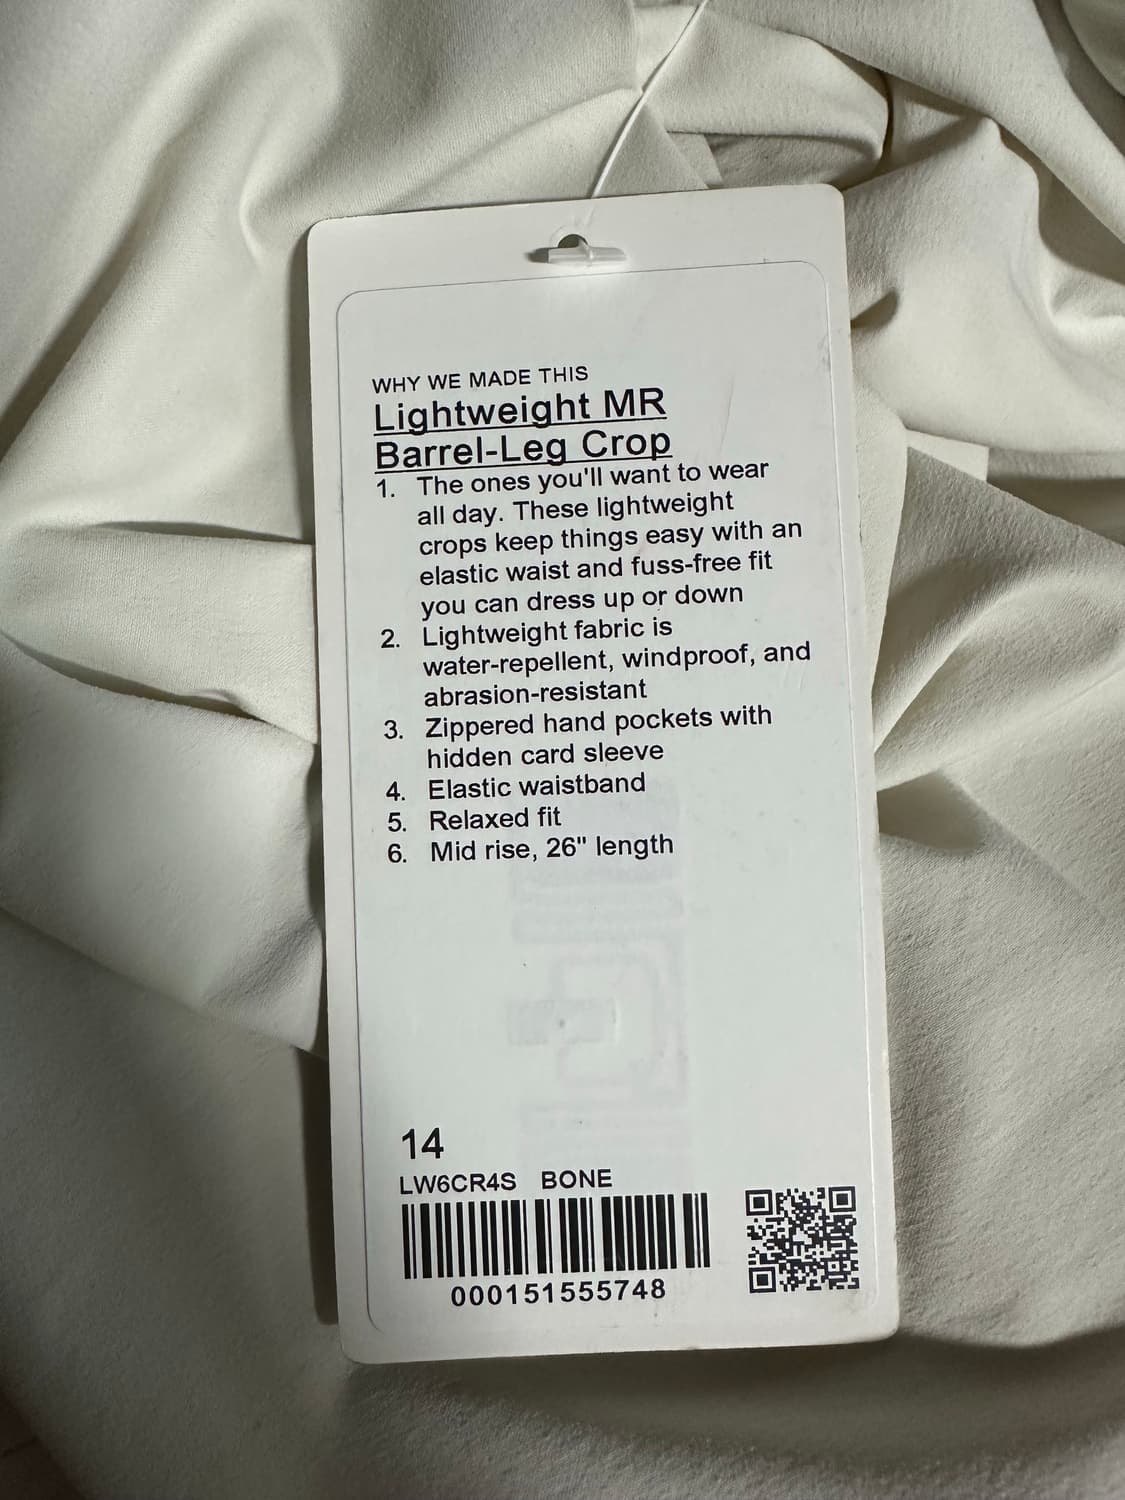 WHY WE MADE THIS
Lightweight MR
Barrel-Leg Crop
1. The ones you'll want to wear
all day. These lightweight
crops keep things easy with an
elastic waist and fuss-free fit
you can dress up or down
2. Lightweight fabric is
water-repellent, windproof, and
abrasion-resistant
3. Zippered hand pockets with
hidden card sleeve
4. Elastic waistband
5. Relaxed fit
6. Mid rise, 26" length
14
LW6CR4S BONE
000151555748